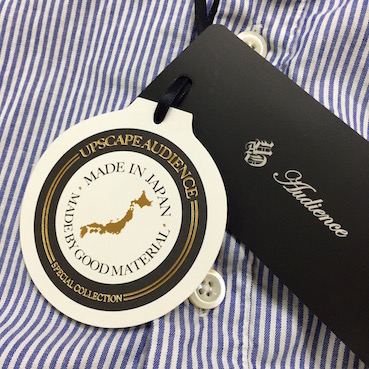 UPSCAPE AUDIENCE
MADE IN JAPAN
MADE BY GOOD MATERIAL
SPECIAL COLLECTION
Audience